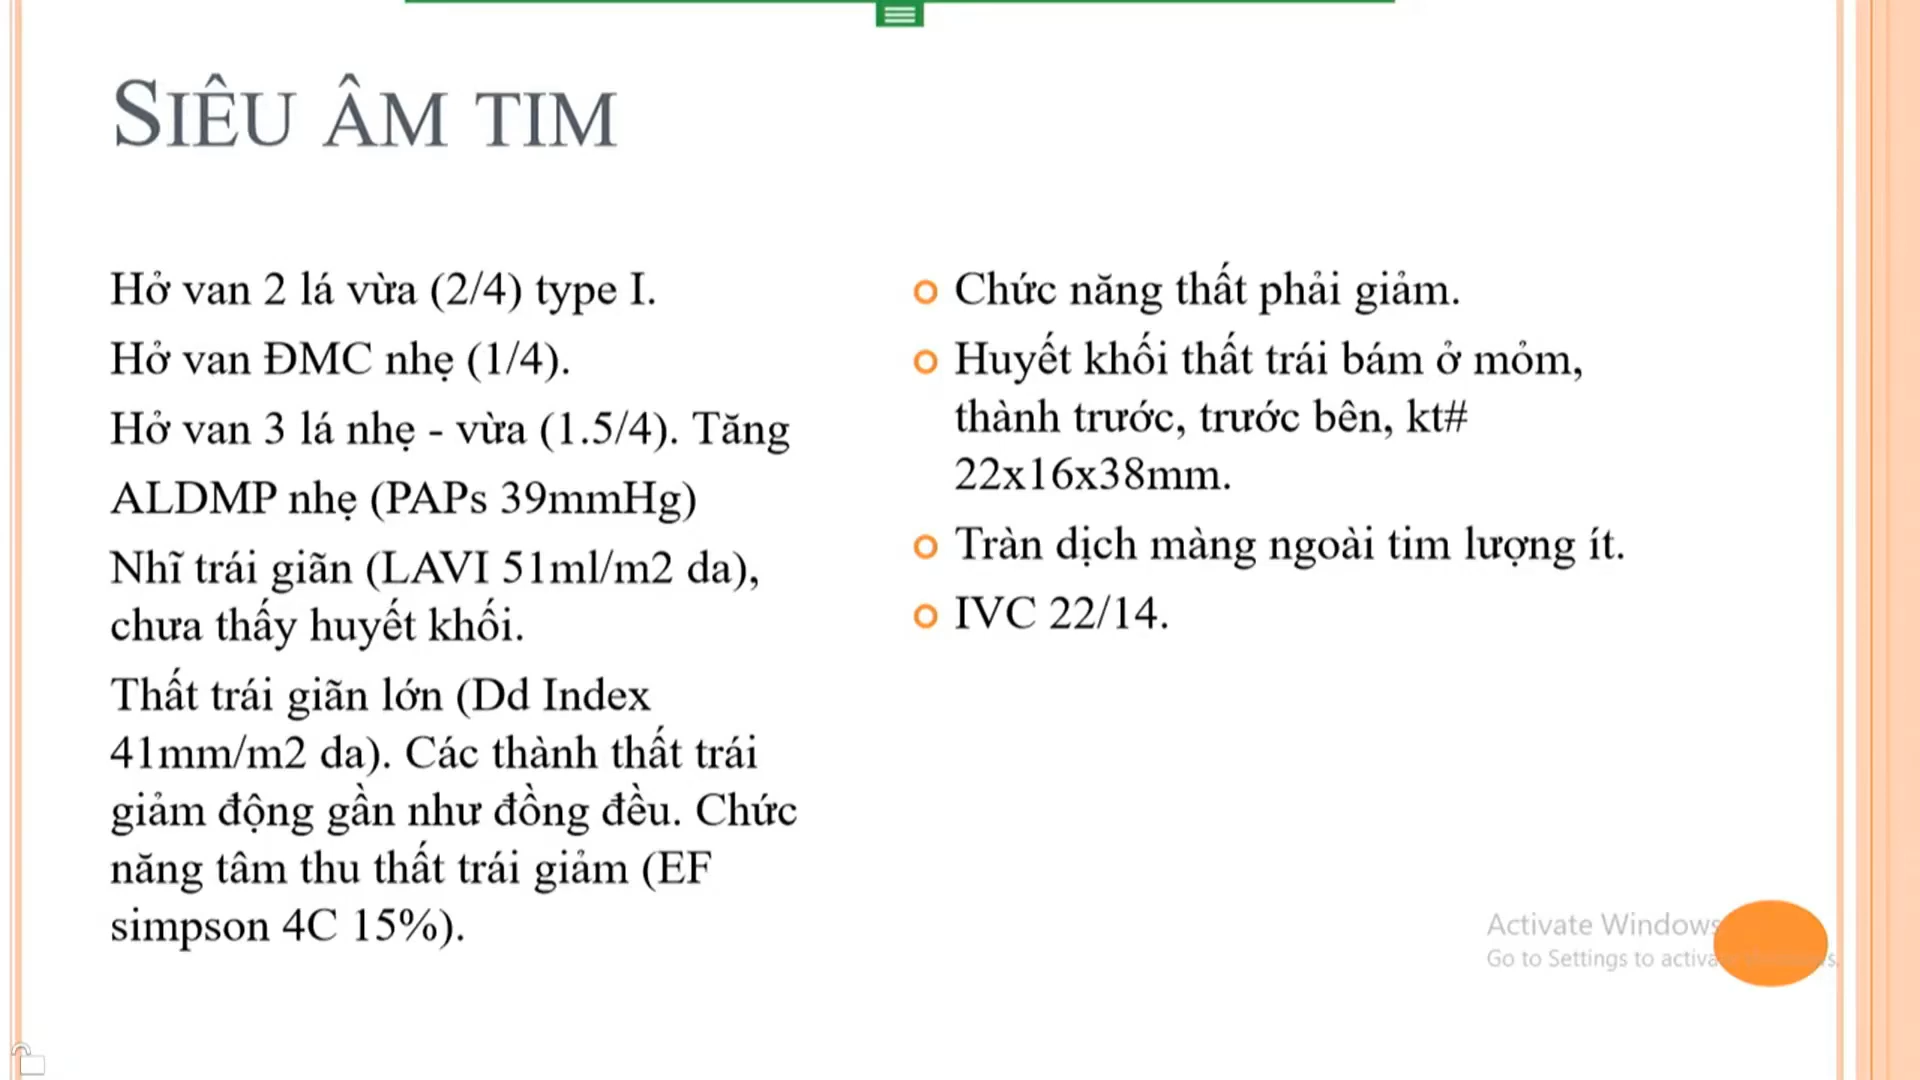 SIÊU ÂM TIM
Hở van 2 lá vừa (2/4) type I.
Hở van ĐMC nhẹ (1/4).
Hở van 3 lá nhẹ - vừa (1.5/4). Tăng
ALDMP nhẹ (PAPs 39mmHg)
Nhĩ trái giãn (LAVI 51ml/m2 da),
chưa thấy huyết khối.
Thất trái giãn lớn (Dd Index
41mm/m2 da). Các thành thất trái
giảm động gần như đồng đều. Chức
năng tâm thu thất trái giảm (EF
simpson 4C 15%).
Chức năng thất phải giảm.
Huyết khối thất trái bám ở mỏm,
thành trước, trước bên, kt#
22x16x38mm.
Tràn dịch màng ngoài tim lượng ít.
IVC 22/14.
Activate Windows
Go to Settings to